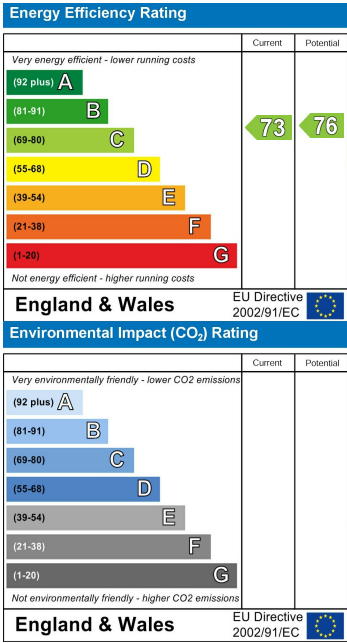 Energy Efficiency Rating
Current Potential
Very energy efficient - lower running costs
(92 plus) A
(81-91) B
(69-80) C
(55-68) D
(39-54) E
(21-38) F
(1-20) G
73 76
Not energy efficient - higher running costs
England & Wales
EU Directive
2002/91/EC
Environmental Impact (CO₂) Rating
Current Potential
Very environmentally friendly - lower CO2 emissions
(92 plus) A
(81-91) B
(69-80) C
(55-68) D
(39-54) E
(21-38) F
(1-20) G
Not environmentally friendly - higher CO2 emissions
England & Wales
EU Directive
2002/91/EC